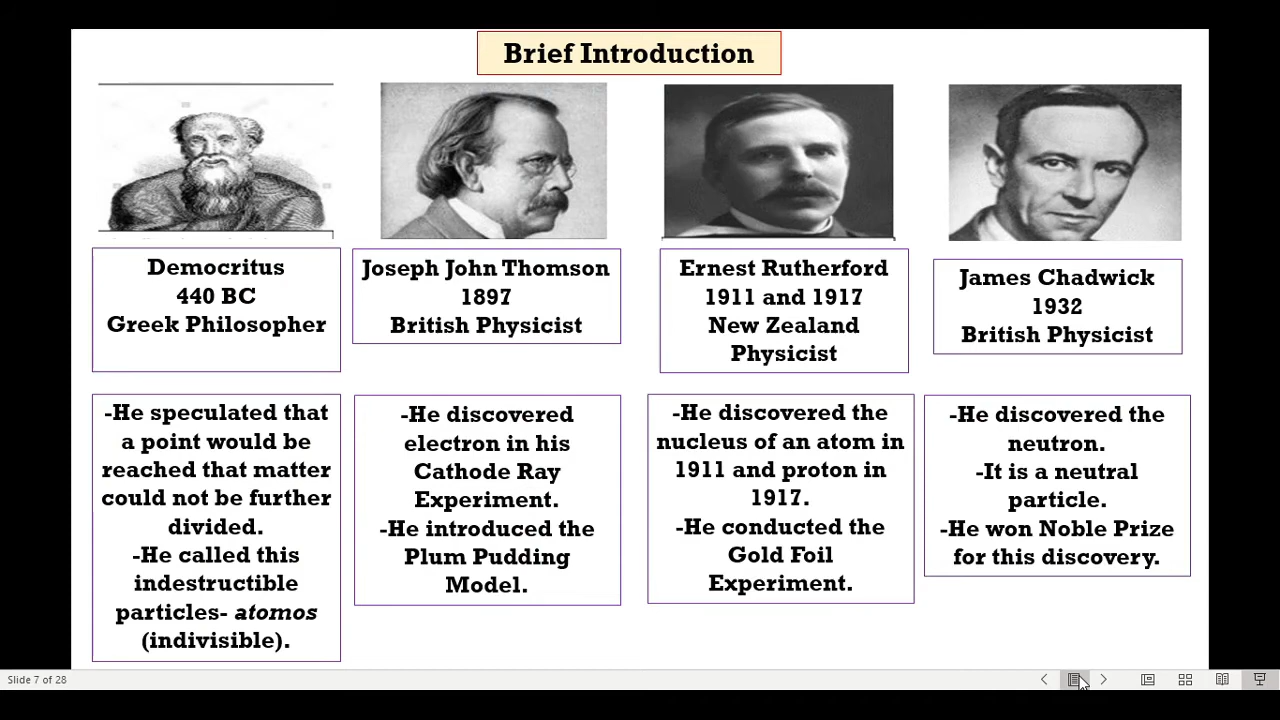 Brief Introduction
Democritus
440 BC
Greek Philosopher
Joseph John Thomson
1897
British Physicist
Ernest Rutherford
1911 and 1917
New Zealand
Physicist
James Chadwick
1932
British Physicist
-He speculated that
a point would be
reached that matter
could not be further
divided.
-He called this
indestructible
particles- atomos
(indivisible).
-He discovered
electron in his
Cathode Ray
Experiment.
-He introduced the
Plum Pudding
Model.
-He discovered the
nucleus of an atom in
1911 and proton in
1917.
-He conducted the
Gold Foil
Experiment.
-He discovered the
neutron.
-It is a neutral
particle.
-He won Noble Prize
for this discovery.
Slide 7 of 28